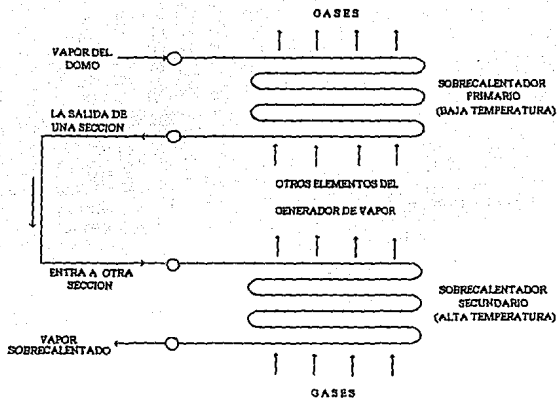 GASES
VAPOR DEL
DOMO
SOBRECALENTADOR
PRIMARIO
(BAJA TEMPERATURA)
LA SALIDA DE
UNA SECCION
OTROS ELEMENTOS DEL
GENERADOR DE VAPOR
ENTRA A OTRA
SECCION
SOBRECALENTADOR
SECUNDARIO
(ALTA TEMPERATURA)
VAPOR
SOBRECALENTADO
GASES